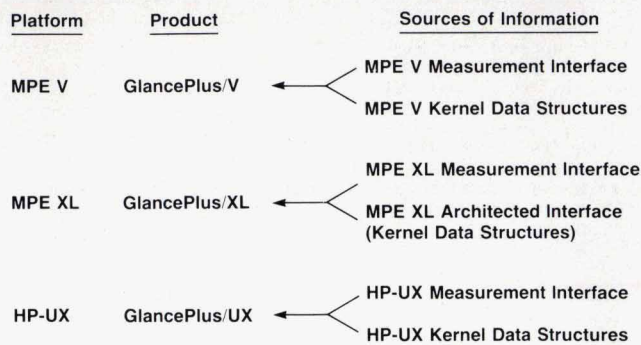 Platform Product Sources of Information
MPE V Measurement Interface
MPE V GlancePlus/V
MPE V Kernel Data Structures
MPE XL Measurement Interface
MPE XL GlancePlus/XL
MPE XL Architected Interface
(Kernel Data Structures)
HP-UX Measurement Interface
HP-UX GlancePlus/UX
HP-UX Kernel Data Structures